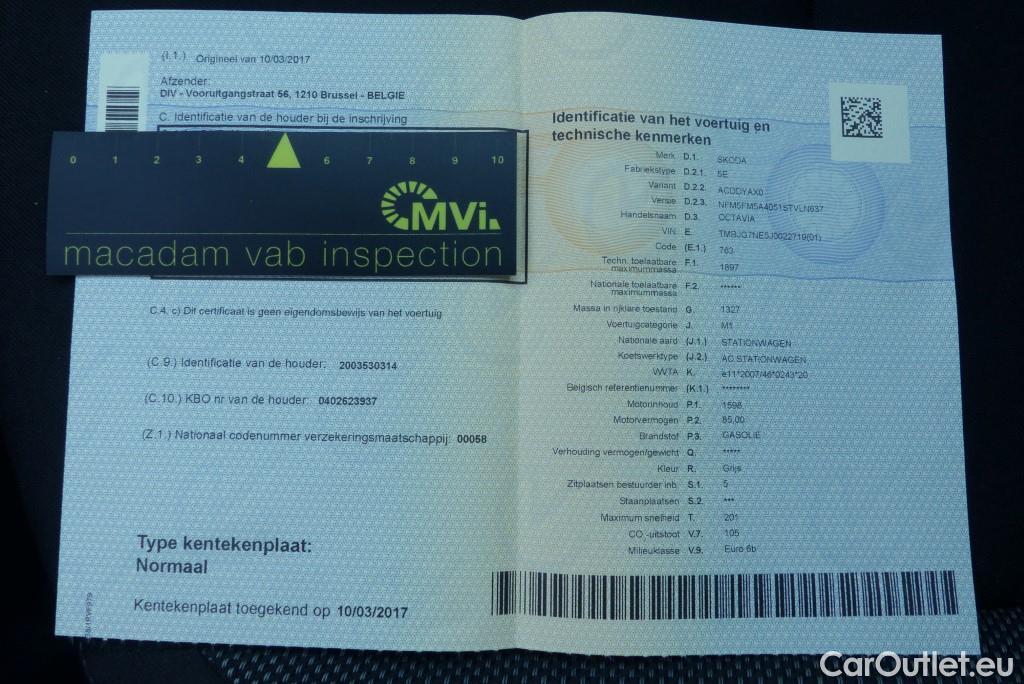 (I.1.) Origineel van 10/03/2017
Afzender:
DIV - Vooruitgangstraat 56, 1210 Brussel - BELGIE
C. Identificatie van de houder bij de inschrijving
0 1 2 3 4 6 7 8 9 10
MVi.
macadam vab inspection
C.4. c) Dit certificaat is geen eigendomsbewijs van het voertuig
(C.9.) Identificatie van de houder: 2003530314
(C.10.) KBO nr van de houder: 0402623937
(Z.1.) Nationaal codenummer verzekeringsmaatschappij: 00058
Type kentekenplaat:
Normaal
Kentekenplaat toegekend op 10/03/2017
Identificatie van het voertuig en
technische kenmerken
Merk D.1. SKODA
Fabriekstype D.2.1. 5E
Variant D.2.2. ACDDYAX0
Versie D.2.3. NFM5FM5A4051STVLN637
Handelsnaam D.3. OCTAVIA
VIN E. TMBJG7NE5J0022719(01)
Code (E.1.) 763
Techn. toelaatbare
maximummassa F.1. 1897
Nationale toelaatbare
maximummassa F.2. ******
Massa in rijklare toestand G. 1327
Voertuigcategorie J. M1
Nationale aard (J.1.) STATIONWAGEN
Koetswerktype (J.2.) AC STATIONWAGEN
WVTA K. e11*2007/46*0243*20
Belgisch referentienummer (K.1.) ********
Motorinhoud P.1. 1598
Motorvermogen P.2. 85,00
Brandstof P.3. GASOLIE
Verhouding vermogen/gewicht Q. *****
Kleur R. Grijs
Zitplaatsen bestuurder inb. S.1. 5
Staanplaatsen S.2. ***
Maximum snelheid T. 201
CO₂-uitstoot V.7. 105
Milieuklasse V.9. Euro 6b
CarOutlet.eu